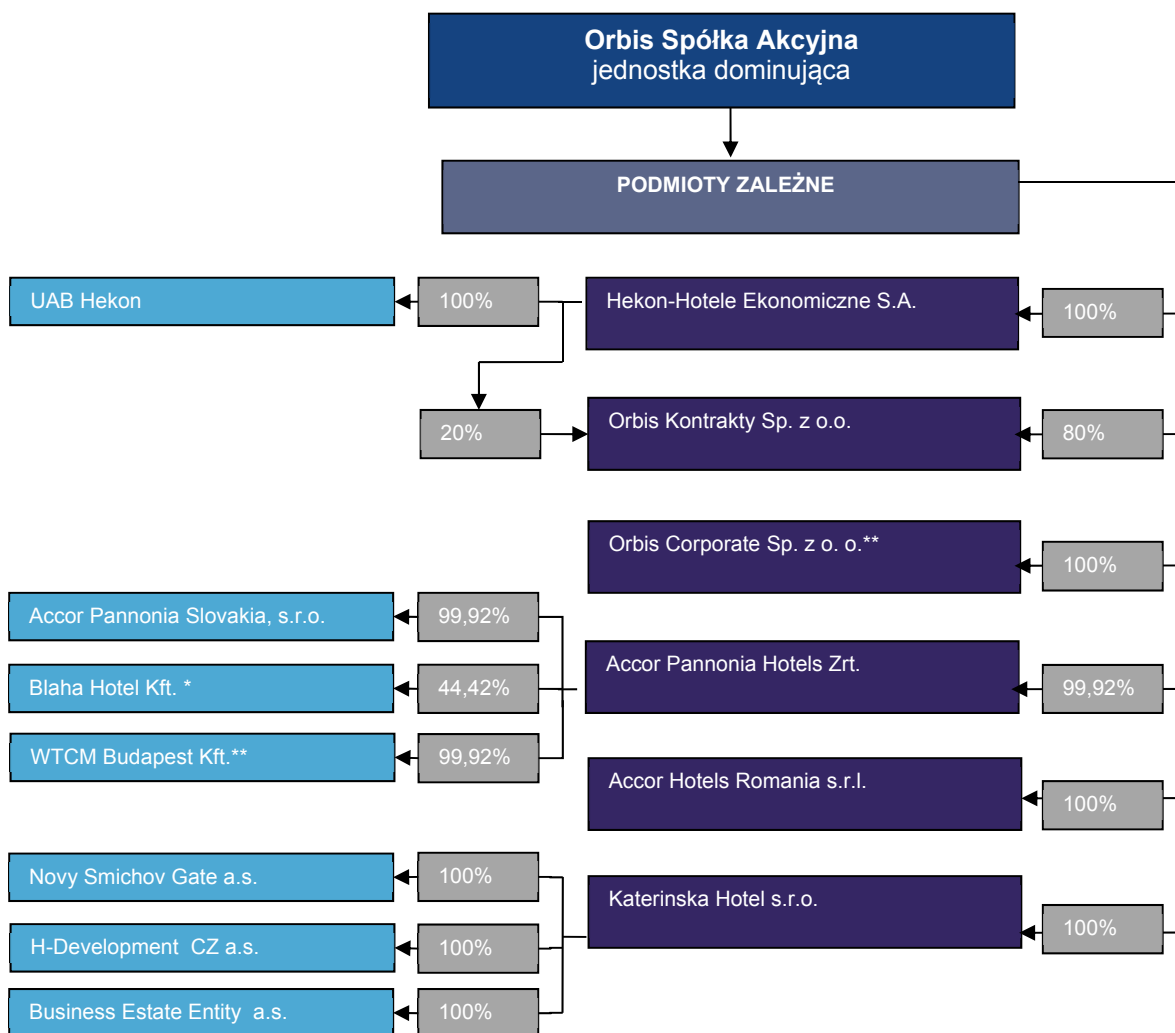 Orbis Spółka Akcyjna
jednostka dominująca
PODMIOTY ZALEŻNE
UAB Hekon
100%
Hekon-Hotele Ekonomiczne S.A.
100%
20%
Orbis Kontrakty Sp. z o.o.
80%
Orbis Corporate Sp. z o. o.**
100%
Accor Pannonia Slovakia, s.r.o.
99,92%
Blaha Hotel Kft. *
44,42%
Accor Pannonia Hotels Zrt.
99,92%
WTCM Budapest Kft.**
99,92%
Accor Hotels Romania s.r.l.
100%
Novy Smichov Gate a.s.
100%
Katerinska Hotel s.r.o.
100%
H-Development CZ a.s.
100%
Business Estate Entity a.s.
100%